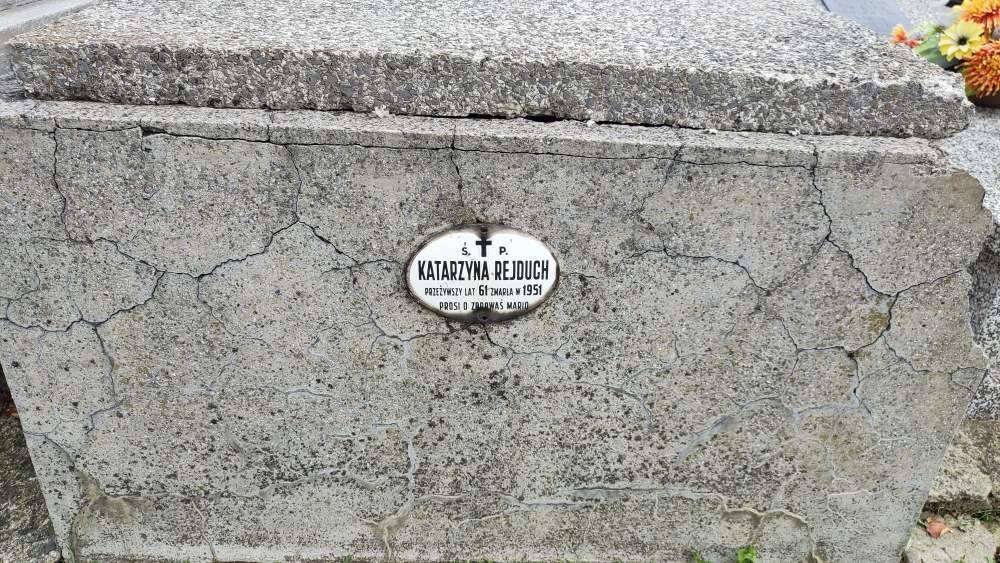 Ś. P.
KATARZYNA REJDUCH
PRZEŻYWSZY LAT 61 ZMARŁA W 1951
PROSI O ZDROWAŚ MARIO